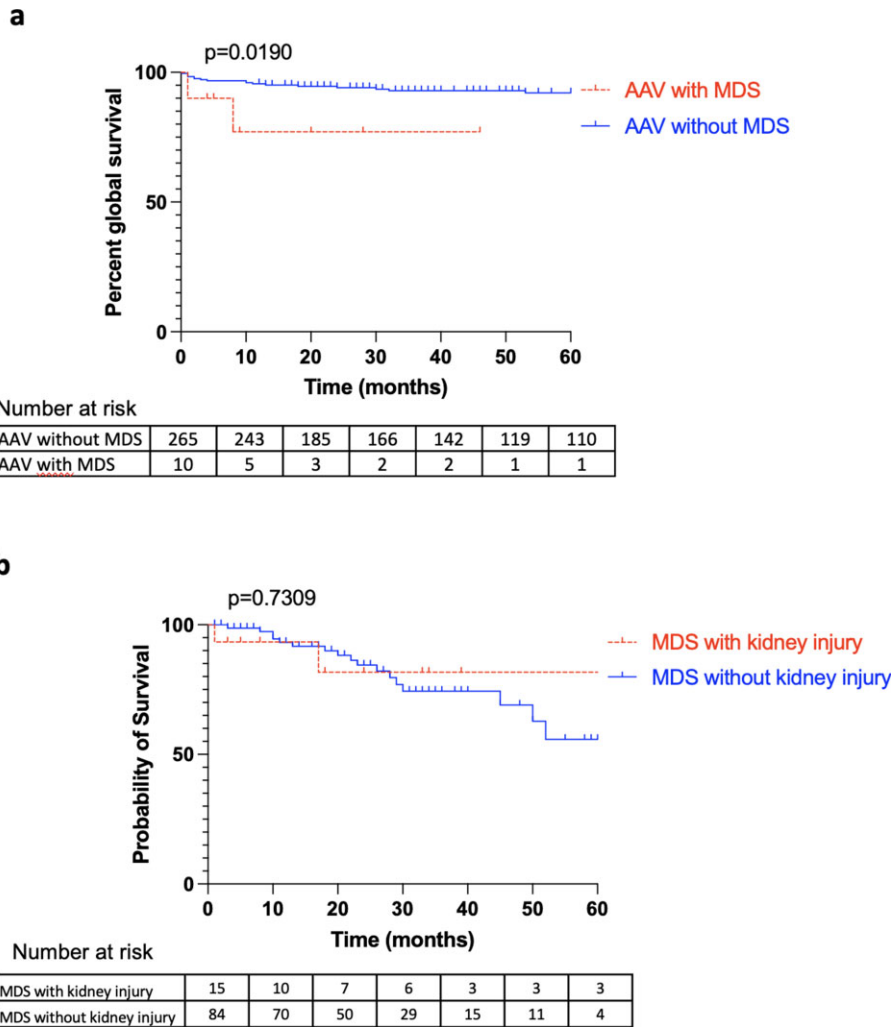 a
p=0.0190
100
50
0
Percent global survival
AAV with MDS
AAV without MDS
0 10 20 30 40 50 60
Time (months)
Number at risk
AAV without MDS 265 243 185 166 142 119 110
AAV with MDS 10 5 3 2 2 1 1
b
p=0.7309
100
50
0
Probability of Survival
MDS with kidney injury
MDS without kidney injury
0 10 20 30 40 50 60
Time (months)
Number at risk
MDS with kidney injury 15 10 7 6 3 3 3
MDS without kidney injury 84 70 50 29 15 11 4